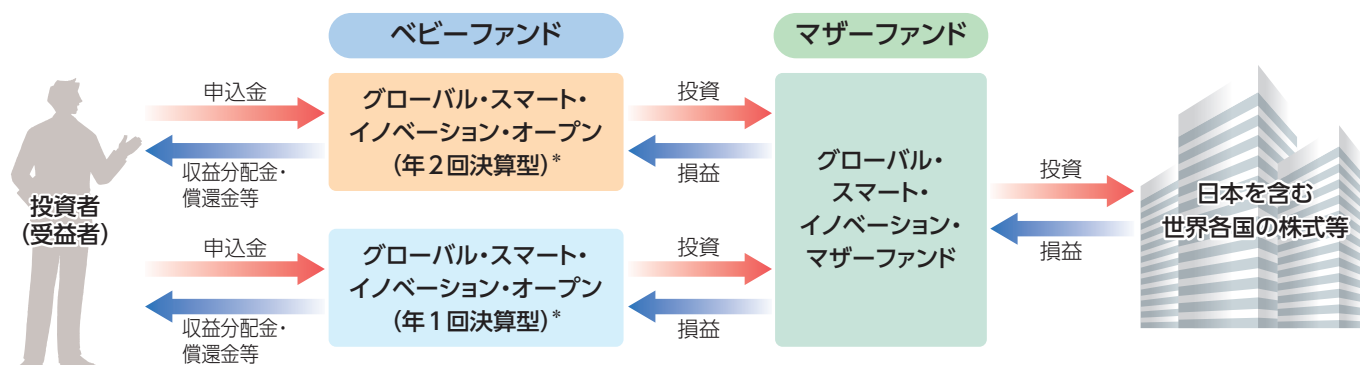 ベビーファンド
マザーファンド
申込金
グローバル・スマート・
イノベーション・オープン
(年2回決算型)*
投資
収益分配金・
償還金等
損益
投資者
(受益者)
申込金
グローバル・スマート・
イノベーション・オープン
(年1回決算型)*
投資
収益分配金・
償還金等
損益
グローバル・
スマート・
イノベーション・
マザーファンド
投資
損益
日本を含む
世界各国の株式等